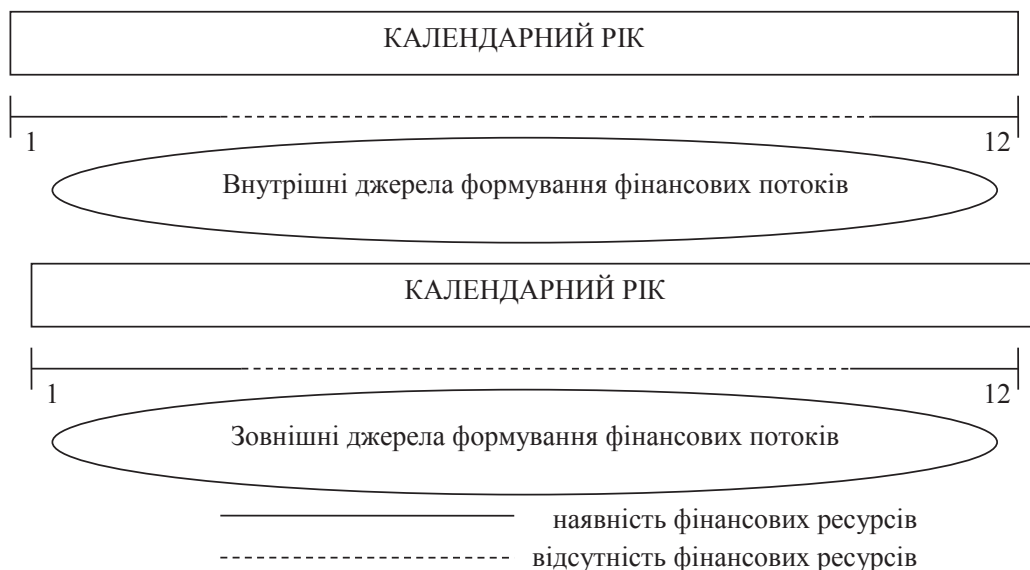 КАЛЕНДАРНИЙ РІК
1 12
Внутрішні джерела формування фінансових потоків
КАЛЕНДАРНИЙ РІК
1 12
Зовнішні джерела формування фінансових потоків
наявність фінансових ресурсів
відсутність фінансових ресурсів